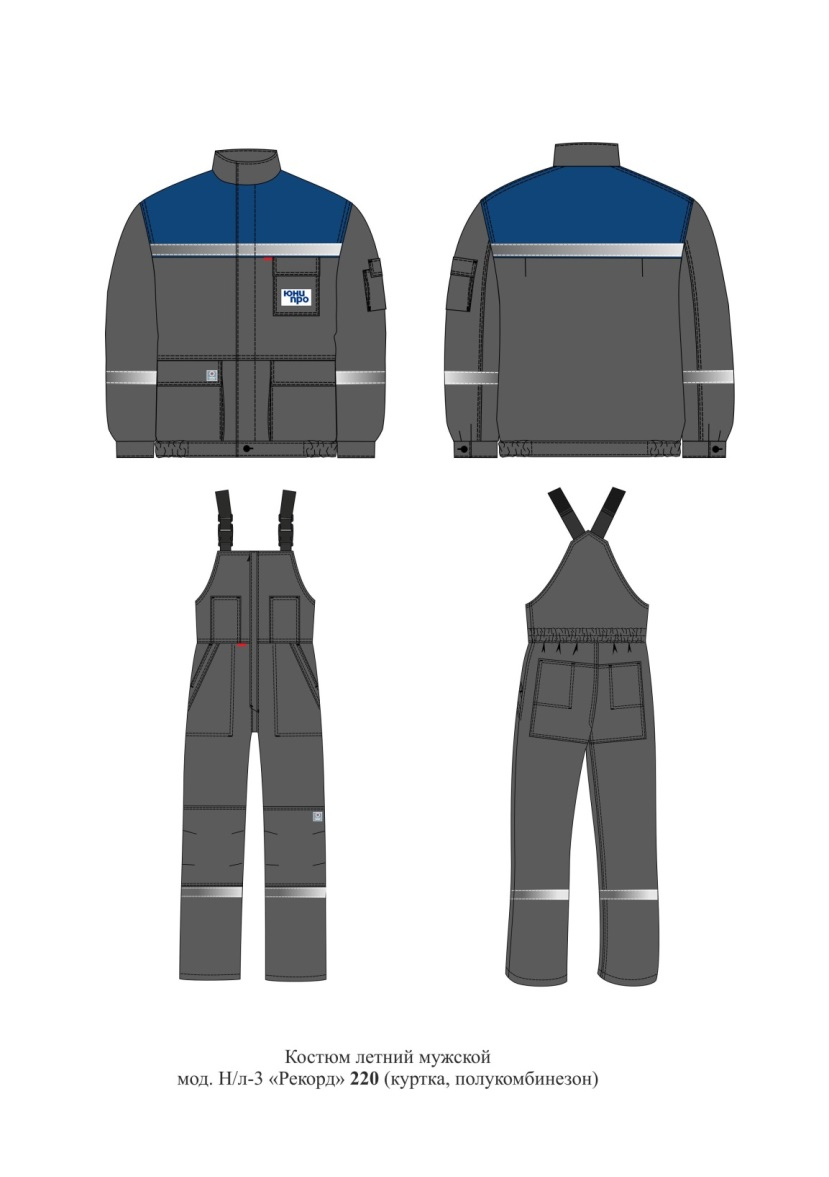 ЮНИ
ПРО
Костюм летний мужской
мод. Н/л-3 «Рекорд» 220 (куртка, полукомбинезон)